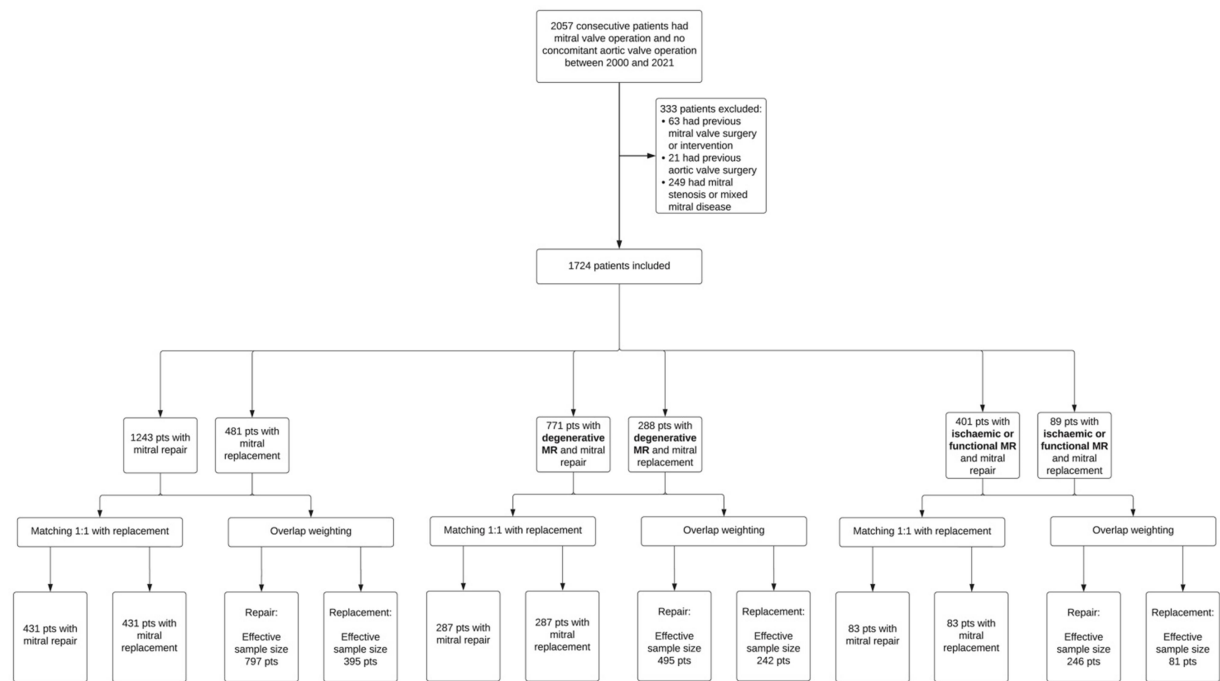 2057 consecutive patients had
mitral valve operation and no
concomitant aortic valve operation
between 2000 and 2021
333 patients excluded:
• 63 had previous
mitral valve surgery
or intervention
• 21 had previous
aortic valve surgery
• 249 had mitral
stenosis or mixed
mitral disease
1724 patients included
1243 pts with
mitral repair
481 pts with
mitral
replacement
771 pts with
degenerative
MR and mitral
repair
288 pts with
degenerative
MR and mitral
replacement
401 pts with
ischaemic or
functional MR
and mitral
repair
89 pts with
ischaemic or
functional MR
and mitral
replacement
Matching 1:1 with replacement
Overlap weighting
Matching 1:1 with replacement
Overlap weighting
Matching 1:1 with replacement
Overlap weighting
431 pts with
mitral repair
431 pts with
mitral
replacement
Repair:
Effective
sample size
797 pts
Replacement:
Effective
sample size
395 pts
287 pts with
mitral repair
287 pts with
mitral
replacement
Repair:
Effective
sample size
495 pts
Replacement:
Effective
sample size
242 pts
83 pts with
mitral repair
83 pts with
mitral
replacement
Repair:
Effective
sample size
246 pts
Replacement:
Effective
sample size
81 pts